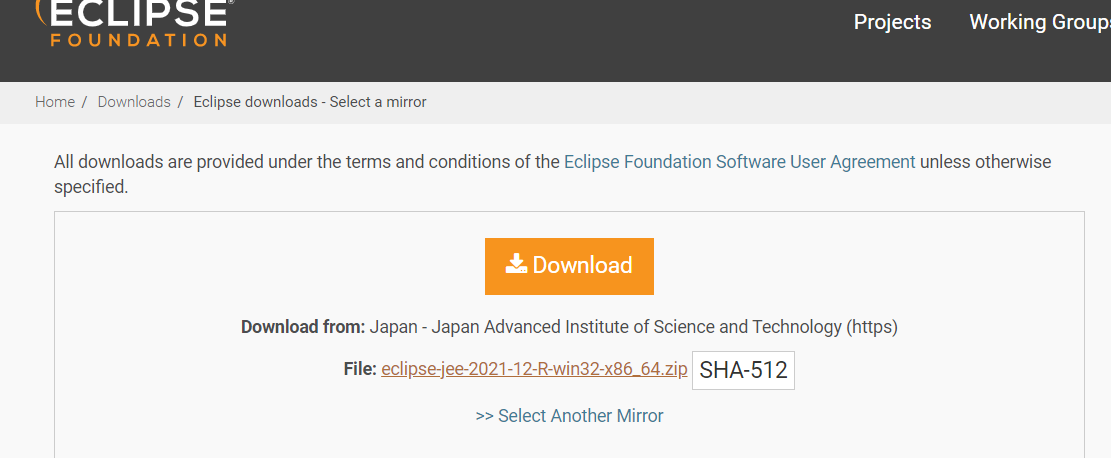 ECLIPSE
FOUNDATION
Projects Working Groups
Home / Downloads / Eclipse downloads - Select a mirror
All downloads are provided under the terms and conditions of the Eclipse Foundation Software User Agreement unless otherwise
specified.
Download
Download from: Japan - Japan Advanced Institute of Science and Technology (https)
File: eclipse-jee-2021-12-R-win32-x86_64.zip SHA-512
>> Select Another Mirror